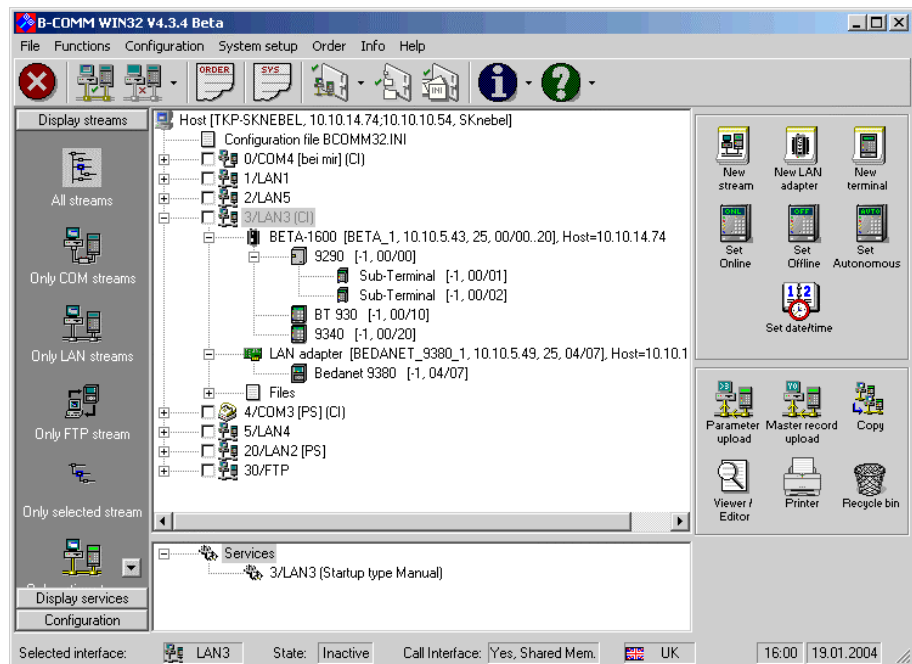 B-COMM WIN32 V4.3.4 Beta
File Functions Configuration System setup Order Info Help
ORDER SYS INI
Display streams
All streams
Only COM streams
Only LAN streams
Only FTP stream
Only selected stream
Display services
Configuration
Host [TKP-SKNEBEL, 10.10.14.74;10.10.10.54, SKnebel]
Configuration file BCOMM32.INI
0/COM4 [bei mir] (CI)
1/LAN1
2/LAN5
3/LAN3 (CI)
BETA-1600 [BETA_1, 10.10.5.43, 25, 00/00..20], Host=10.10.14.74
9290 [-1, 00/00]
Sub-Terminal [-1, 00/01]
Sub-Terminal [-1, 00/02]
BT 930 [-1, 00/10]
9340 [-1, 00/20]
LAN adapter [BEDANET_9380_1, 10.10.5.49, 25, 04/07], Host=10.10.1
Bedanet 9380 [-1, 04/07]
Files
4/COM3 [PS] (CI)
5/LAN4
20/LAN2 [PS]
30/FTP
Services
3/LAN3 (Startup type Manual)
New stream
New LAN adapter
New terminal
ONL
Set Online
OFF
Set Offline
AUTO
Set Autonomous
1 2
Set date/time
Parameter upload
Master record upload
Copy
Viewer / Editor
Printer
Recycle bin
Selected interface: LAN3 State: Inactive Call Interface: Yes, Shared Mem. UK 16:00 19.01.2004